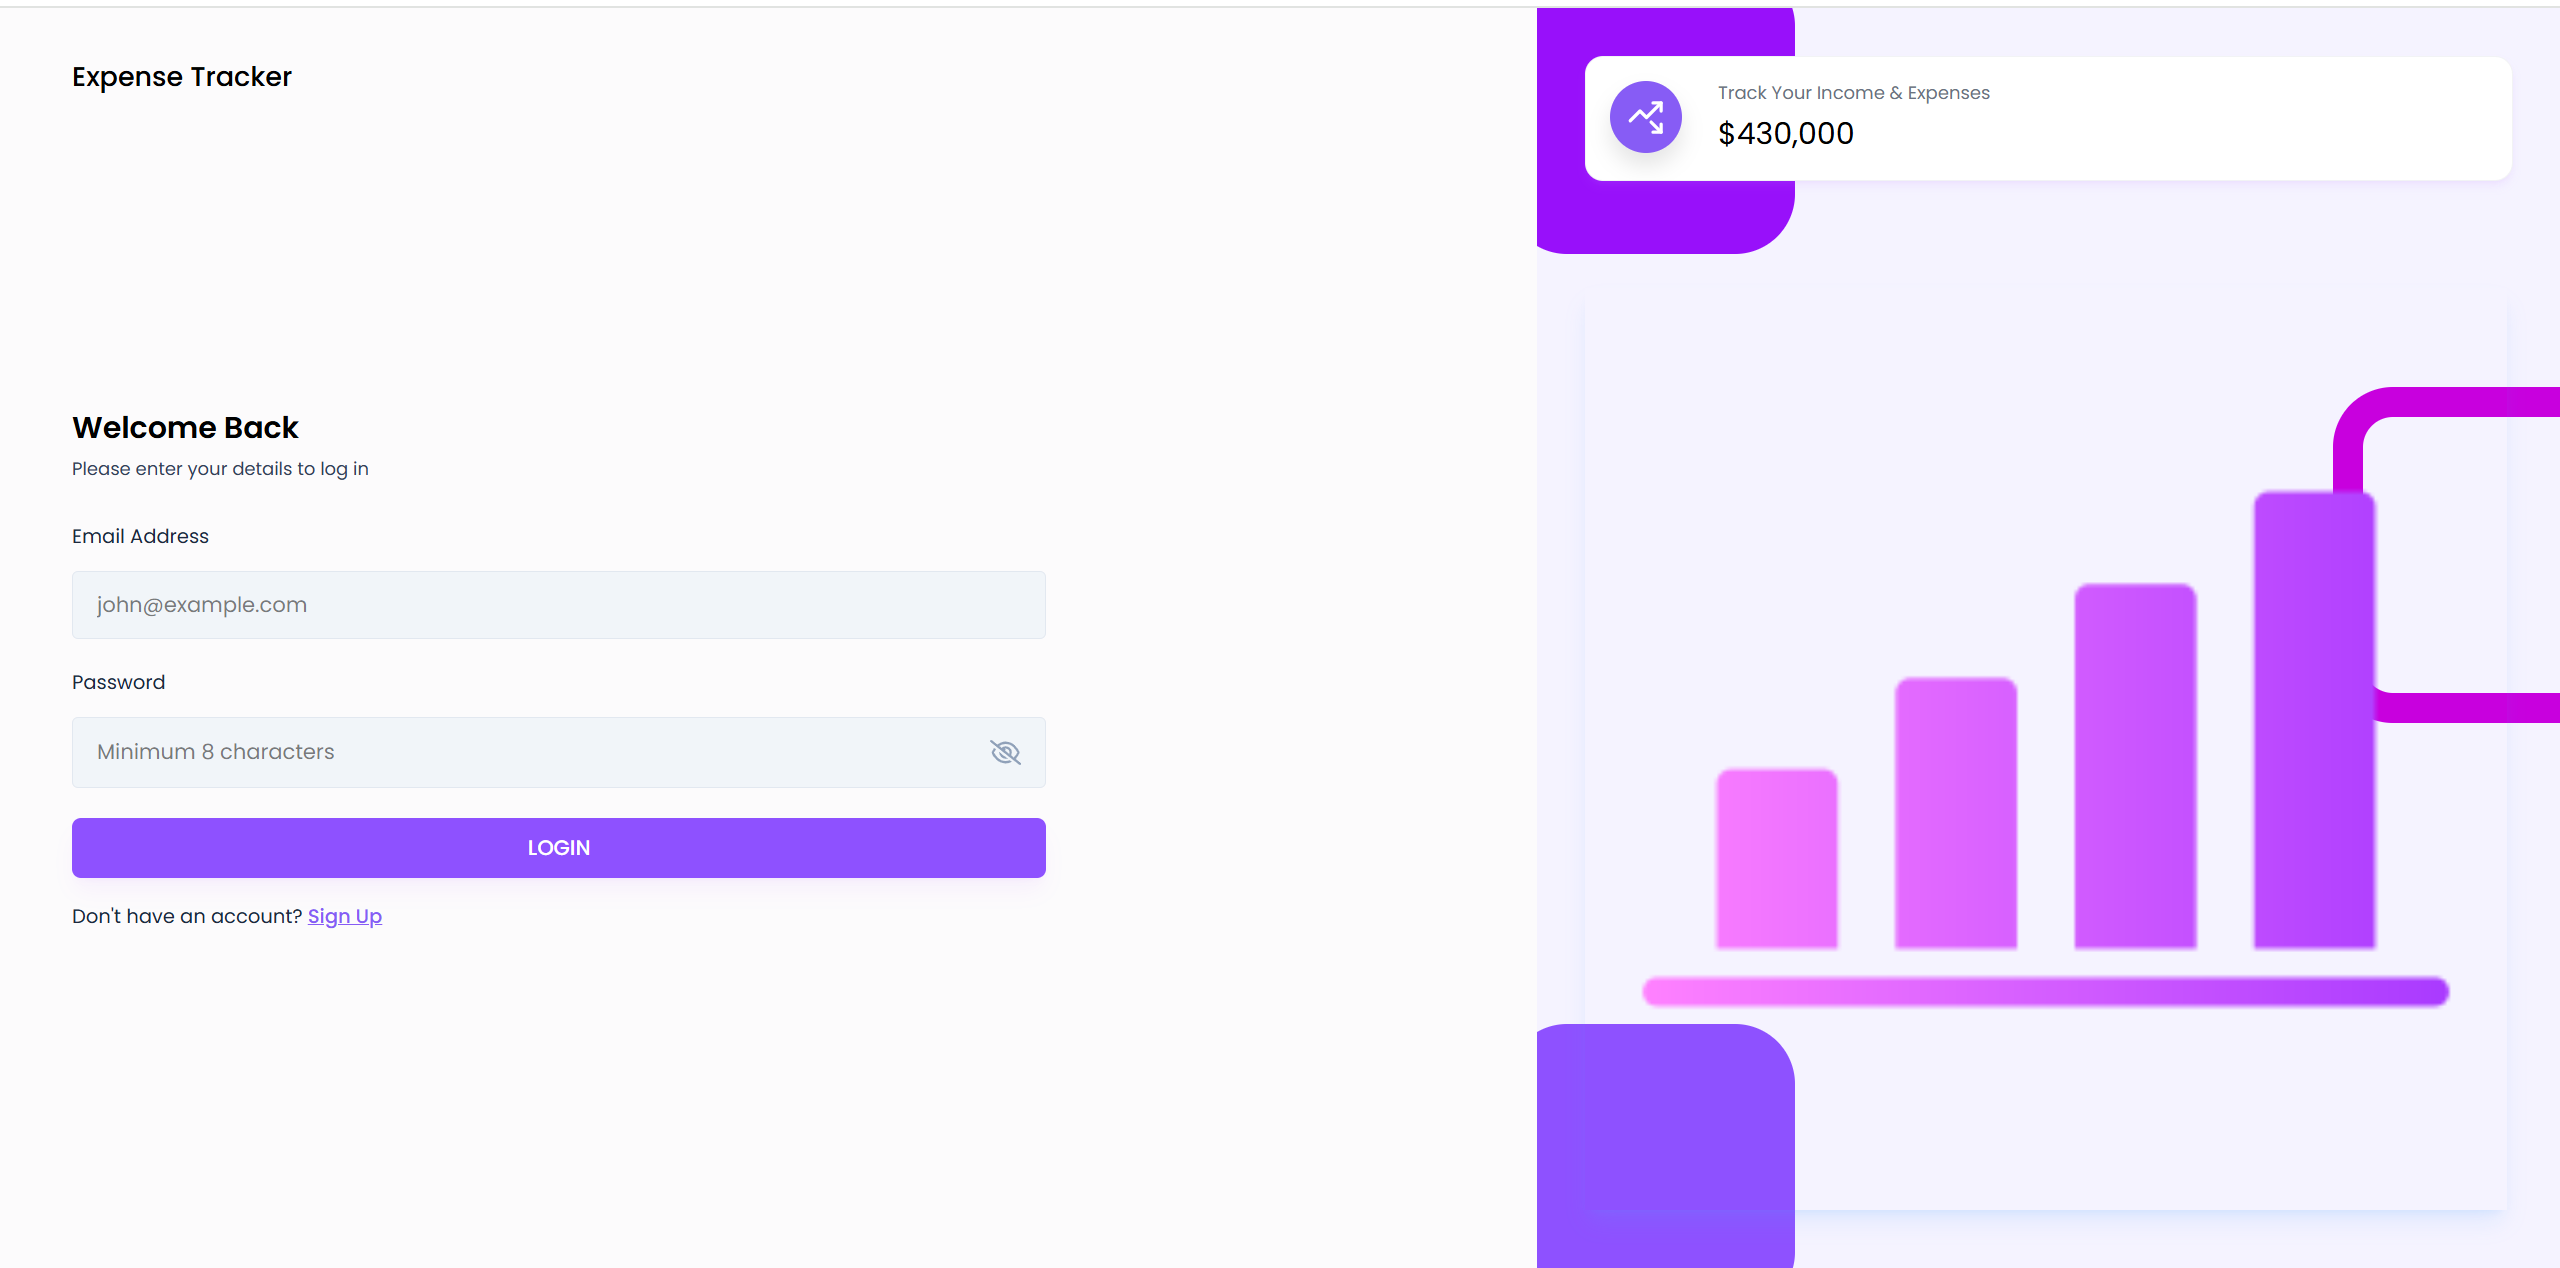 Expense Tracker
Welcome Back
Please enter your details to log in
Email Address
john@example.com
Password
Minimum 8 characters
LOGIN
Don't have an account? Sign Up
Track Your Income & Expenses
$430,000